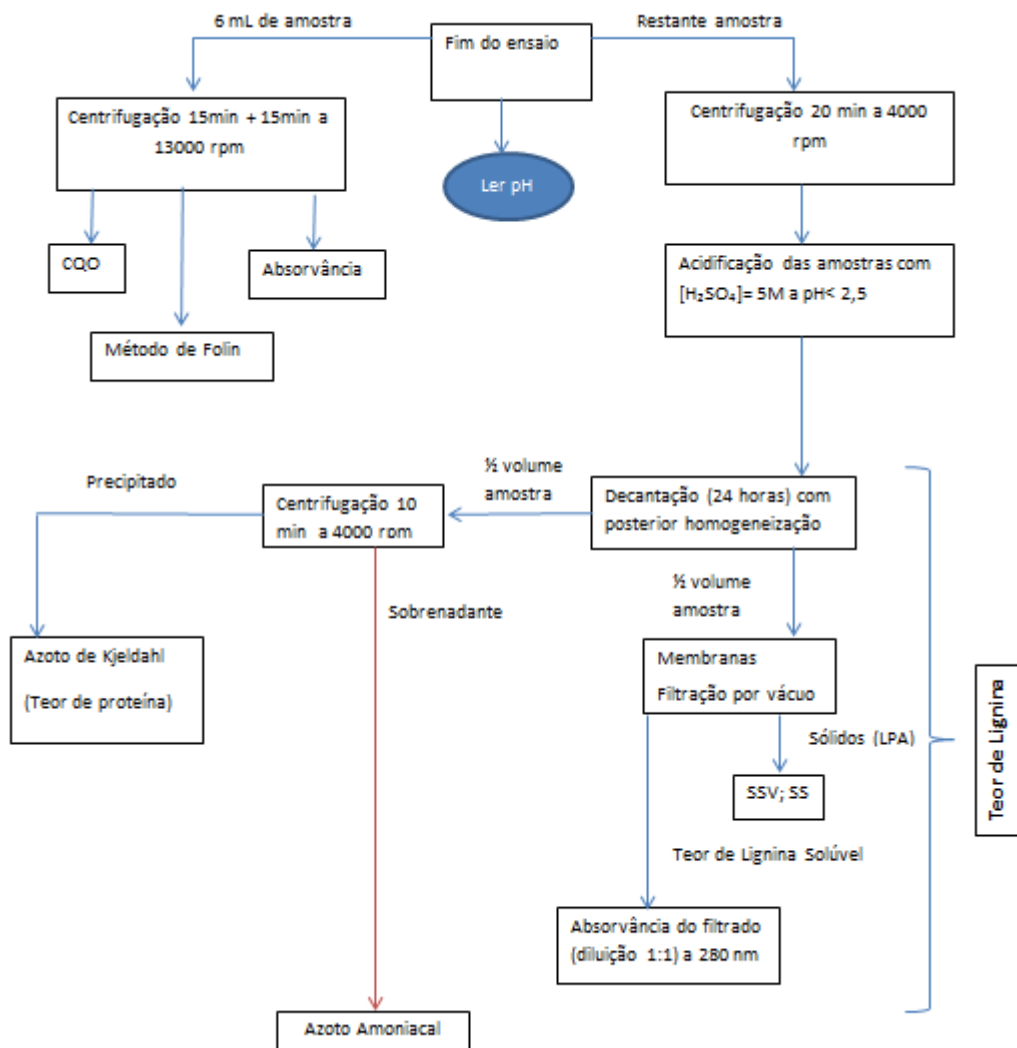 6 mL de amostra
Fim do ensaio
Restante amostra
Centrifugação 15min + 15min a
13000 rpm
Ler pH
Centrifugação 20 min a 4000
rpm
CQO
Absorvância
Método de Folin
Acidificação das amostras com
[H₂SO₄]= 5M a pH< 2,5
Precipitado
½ volume
amostra
Centrifugação 10
min a 4000 rpm
Decantação (24 horas) com
posterior homogeneização
½ volume
amostra
Sobrenadante
Azoto de Kjeldahl
(Teor de proteína)
Membranas
Filtração por vácuo
Sólidos (LPA)
SSV; SS
Teor de Lignina
Teor de Lignina Solúvel
Absorvância do filtrado
(diluição 1:1) a 280 nm
Azoto Amoniacal